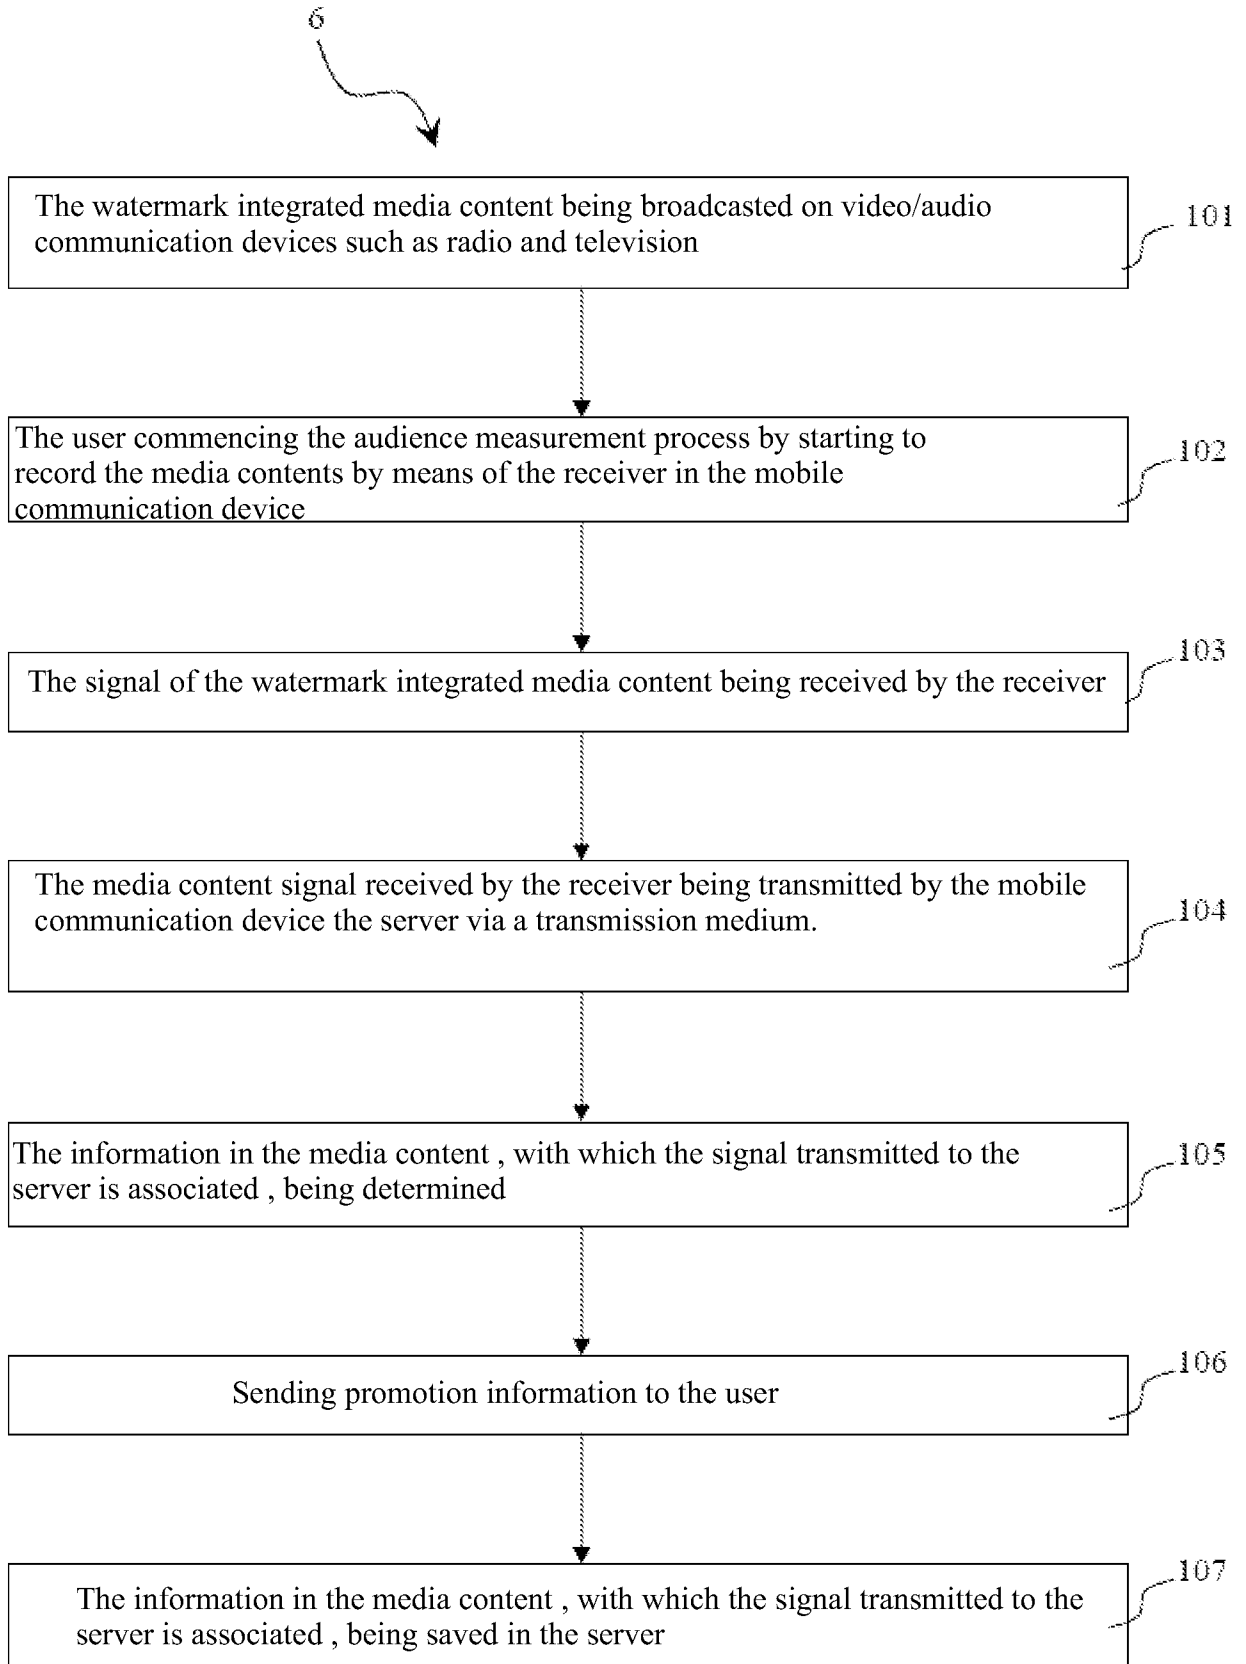 6
The watermark integrated media content being broadcasted on video/audio
communication devices such as radio and television
101
The user commencing the audience measurement process by starting to
record the media contents by means of the receiver in the mobile
communication device
102
The signal of the watermark integrated media content being received by the receiver
103
The media content signal received by the receiver being transmitted by the mobile
communication device the server via a transmission medium.
104
The information in the media content , with which the signal transmitted to the
server is associated , being determined
105
Sending promotion information to the user
106
The information in the media content , with which the signal transmitted to the
server is associated , being saved in the server
107